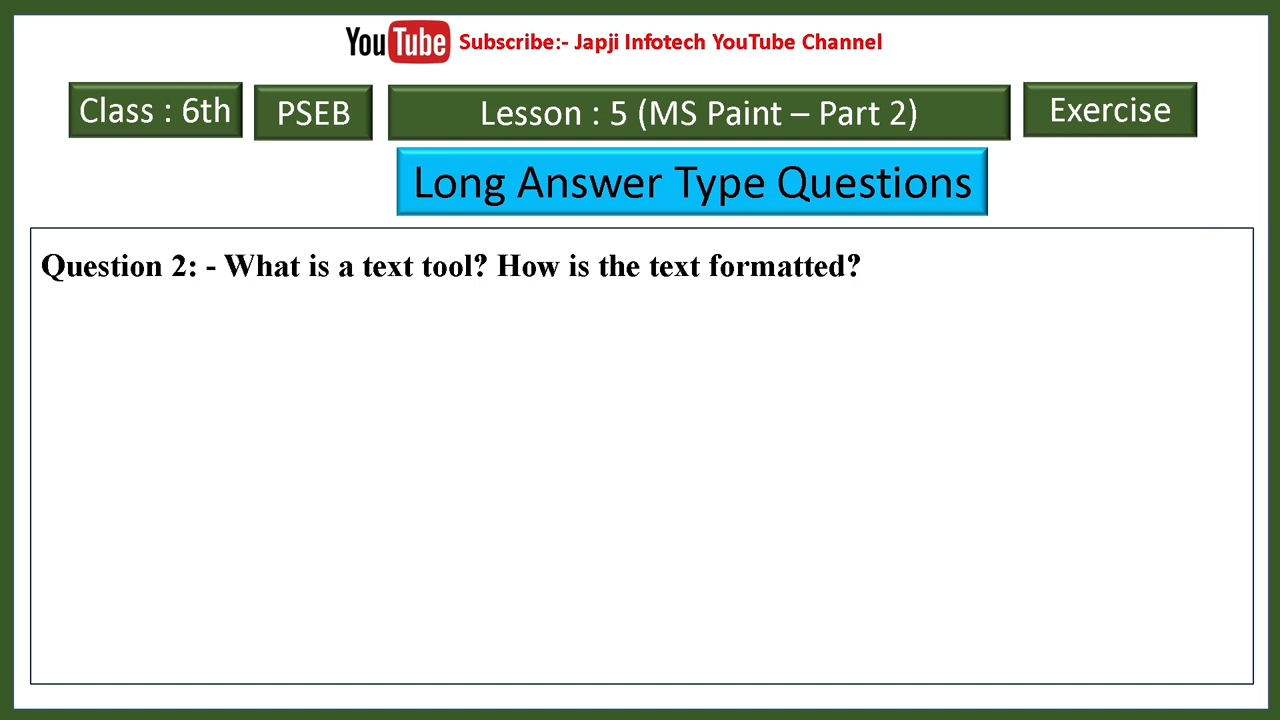 YouTube Subscribe:- Japji Infotech YouTube Channel
Class : 6th PSEB Lesson : 5 (MS Paint – Part 2) Exercise
Long Answer Type Questions
Question 2: - What is a text tool? How is the text formatted?